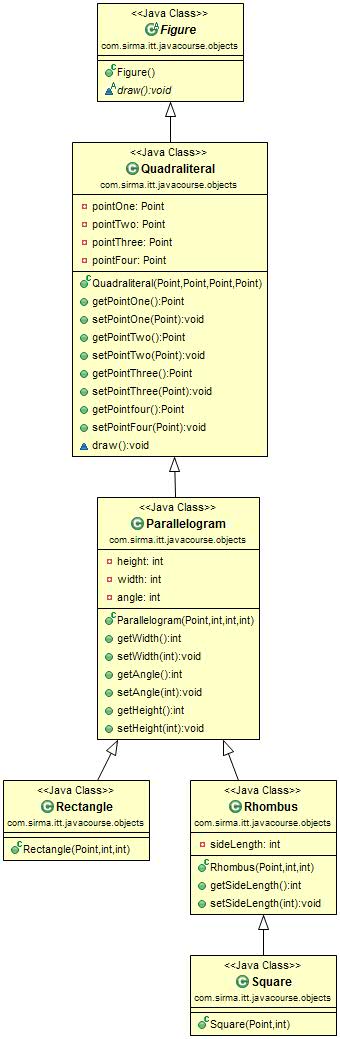 <<Java Class>>
Figure
com.sirma.itt.javacourse.objects
Figure()
draw():void
<<Java Class>>
Quadraliteral
com.sirma.itt.javacourse.objects
pointOne: Point
pointTwo: Point
pointThree: Point
pointFour: Point
Quadraliteral(Point,Point,Point,Point)
getPointOne():Point
setPointOne(Point):void
getPointTwo():Point
setPointTwo(Point):void
getPointThree():Point
setPointThree(Point):void
getPointfour():Point
setPointFour(Point):void
draw():void
<<Java Class>>
Parallelogram
com.sirma.itt.javacourse.objects
height: int
width: int
angle: int
Parallelogram(Point,int,int,int)
getWidth():int
setWidth(int):void
getAngle():int
setAngle(int):void
getHeight():int
setHeight(int):void
<<Java Class>>
Rectangle
com.sirma.itt.javacourse.objects
Rectangle(Point,int,int)
<<Java Class>>
Rhombus
com.sirma.itt.javacourse.objects
sideLength: int
Rhombus(Point,int,int)
getSideLength():int
setSideLength(int):void
<<Java Class>>
Square
com.sirma.itt.javacourse.objects
Square(Point,int)